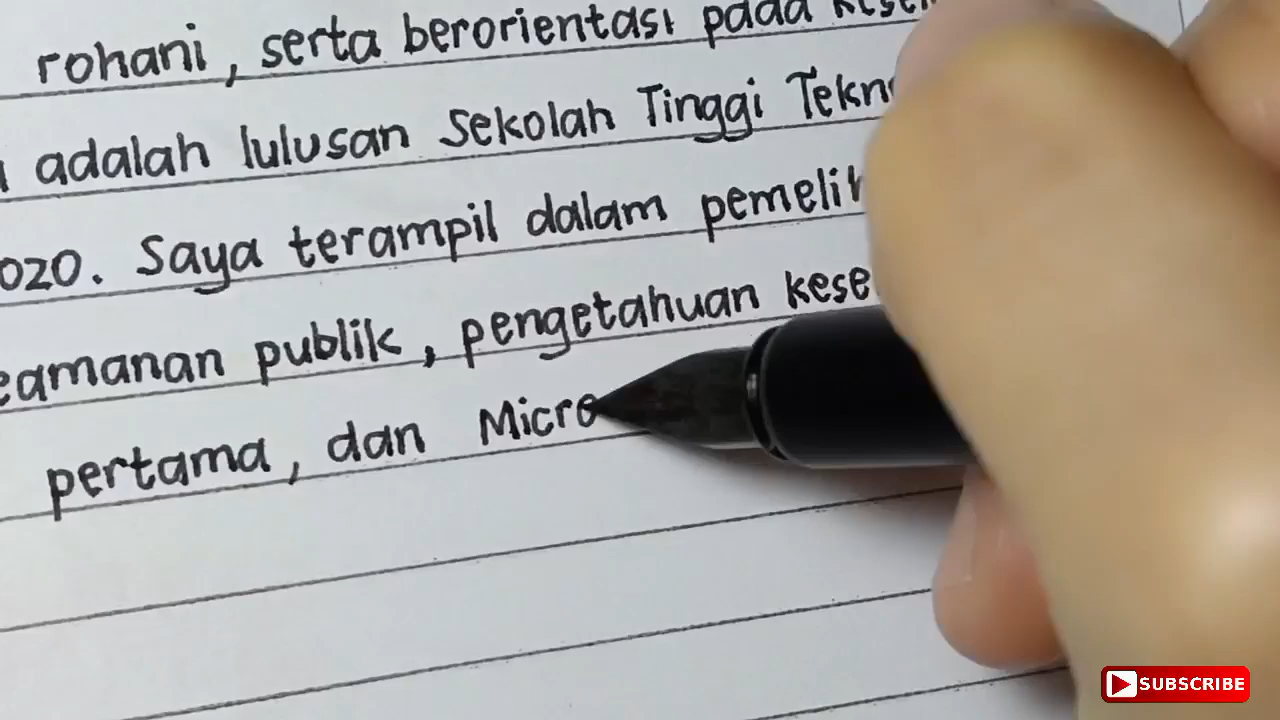 rohani, serta berorientasi pada
adalah lulusan Sekolah Tinggi
Saya terampil dalam
publik, pengetahuan
pertama, dan Micro
SUBSCRIBE